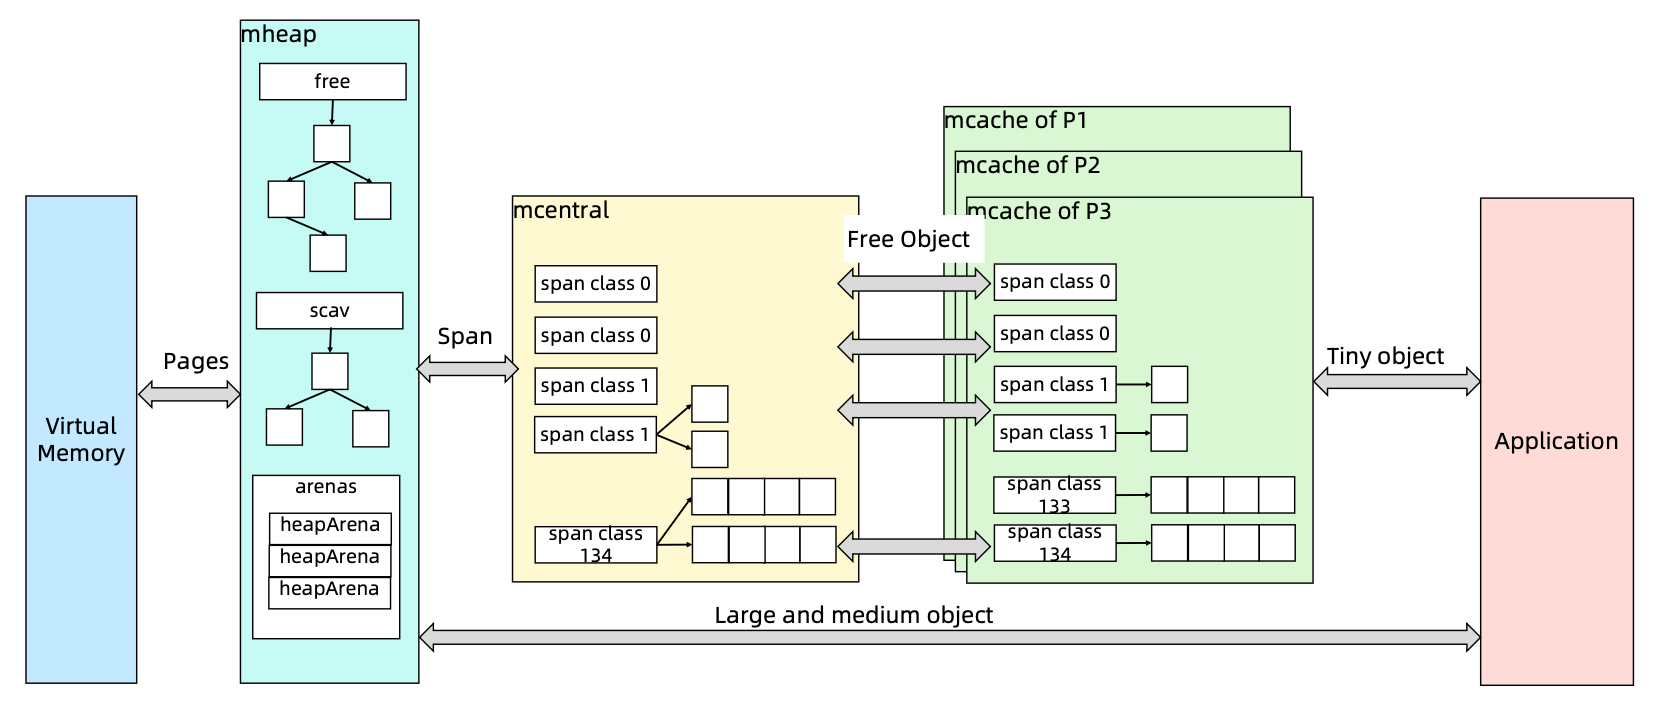 mheap
free
scav
arenas
heapArena
heapArena
heapArena
Virtual
Memory
Pages
Span
mcentral
span class 0
span class 0
span class 1
span class 1
span class
134
Free Object
mcache of P1
mcache of P2
mcache of P3
span class 0
span class 0
span class 1
span class 1
span class
133
span class
134
Tiny object
Application
Large and medium object